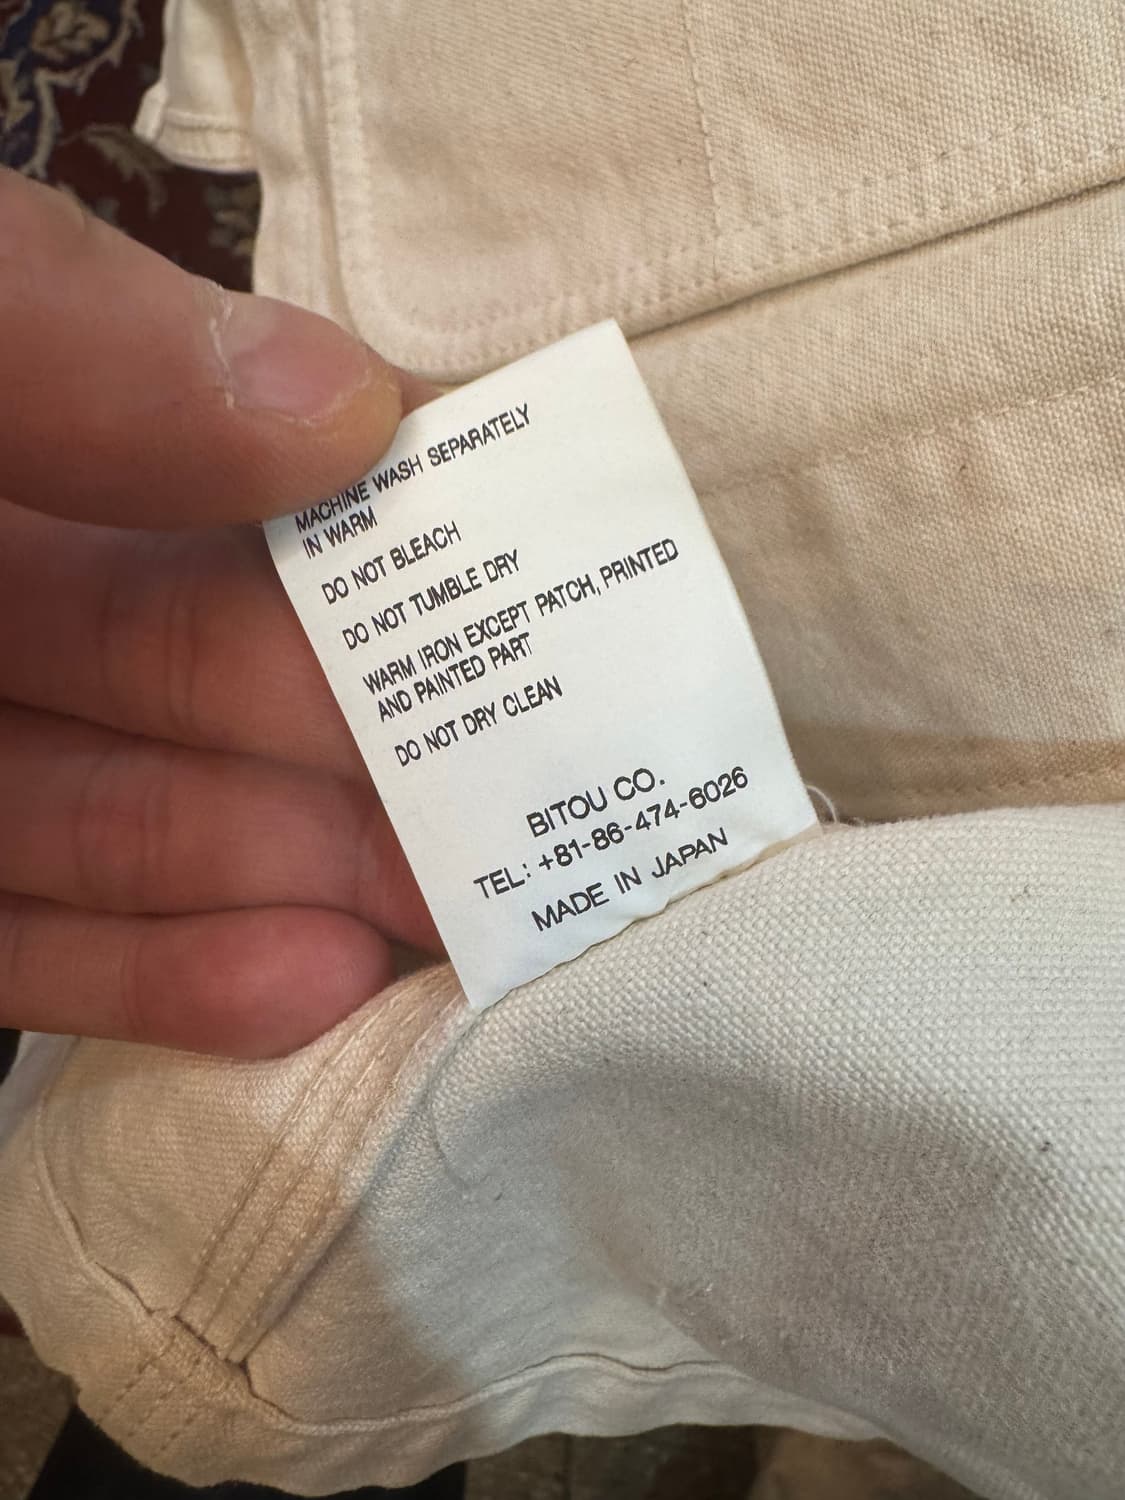 MACHINE WASH SEPARATELY
IN WARM
DO NOT BLEACH
DO NOT TUMBLE DRY
WARM IRON EXCEPT PATCH, PRINTED
AND PAINTED PART
DO NOT DRY CLEAN
BITOU CO.
TEL: +81-86-474-6026
MADE IN JAPAN